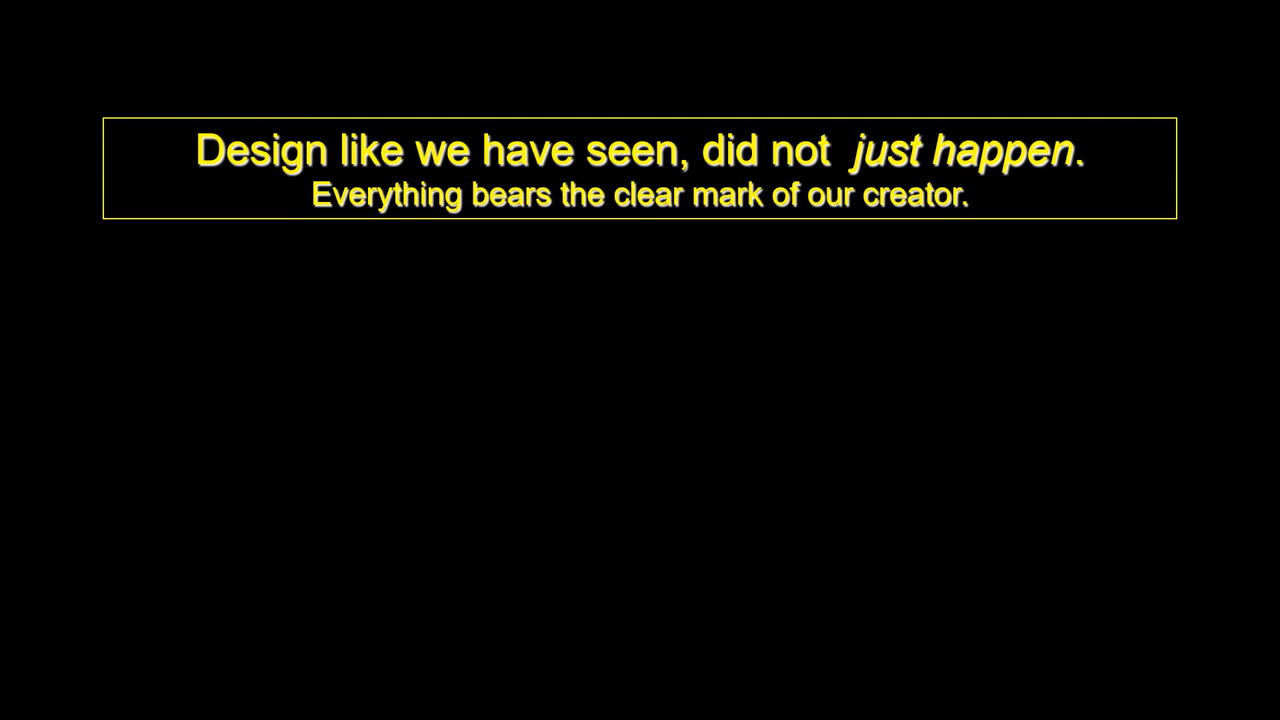 Design like we have seen, did not  just happen.
Everything bears the clear mark of our creator.